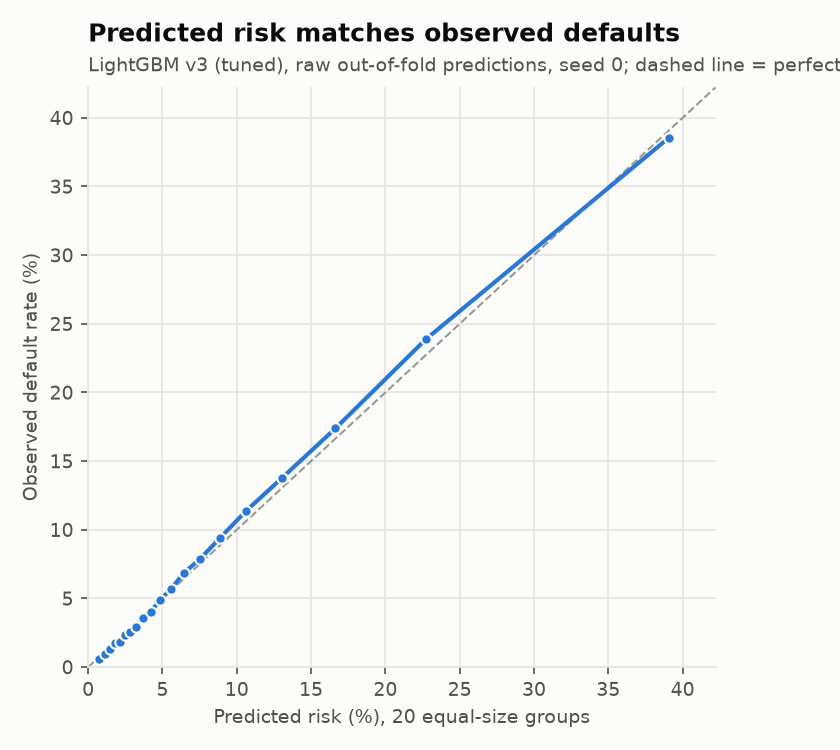 Predicted risk matches observed defaults
LightGBM v3 (tuned), raw out-of-fold predictions, seed 0; dashed line = perfect
40
35
30
25
20
15
10
5
0
Observed default rate (%)
0 5 10 15 20 25 30 35 40
Predicted risk (%), 20 equal-size groups